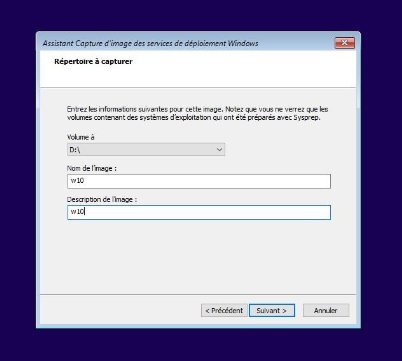 Assistant Capture d'image des services de déploiement Windows
Répertoire à capturer
Entrez les informations suivantes pour cette image. Notez que vous ne verrez que les
volumes contenant des systèmes d'exploitation qui ont été préparés avec Sysprep.
Volume à
D:\
Nom de l'image :
w10
Description de l'image :
w10
< Précédent Suivant > Annuler